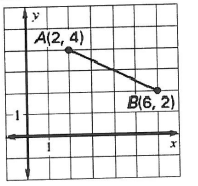 y
A(2, 4)
B(6, 2)
1
1
x